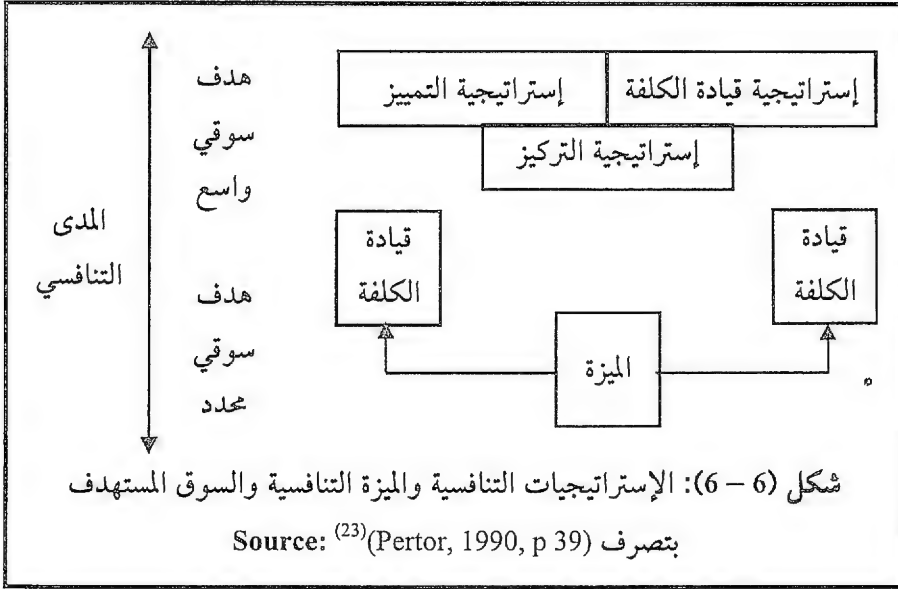 إستراتيجية قيادة الكلفة
إستراتيجية التمييز
إستراتيجية التركيز
هدف
سوقي
واسع
المدى
التنافسي
هدف
سوقي
محدد
قيادة
الكلفة
قيادة
الكلفة
الميزة
شكل (6 – 6): الإستراتيجيات التنافسية والميزة التنافسية والسوق المستهدف
بتصرف Source: (23)(Pertor, 1990, p 39)